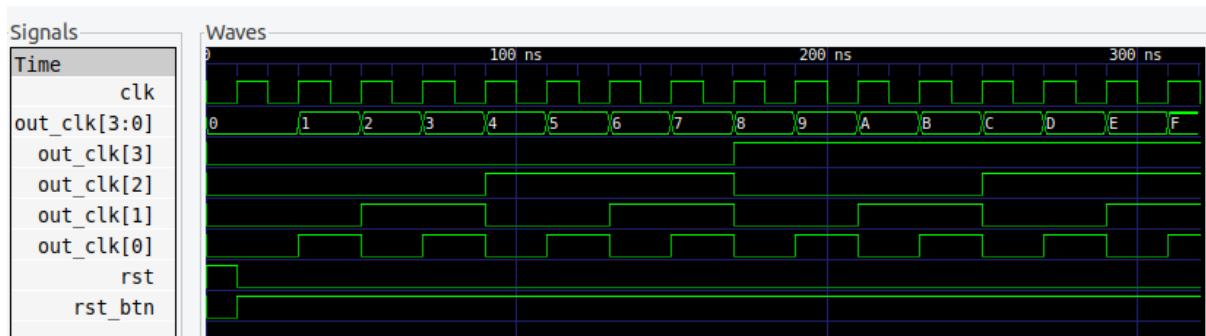 Signals Waves
Time 0 100 ns 200 ns 300 ns
clk
out_clk[3:0] 0 1 2 3 4 5 6 7 8 9 A B C D E F
out_clk[3]
out_clk[2]
out_clk[1]
out_clk[0]
rst
rst_btn